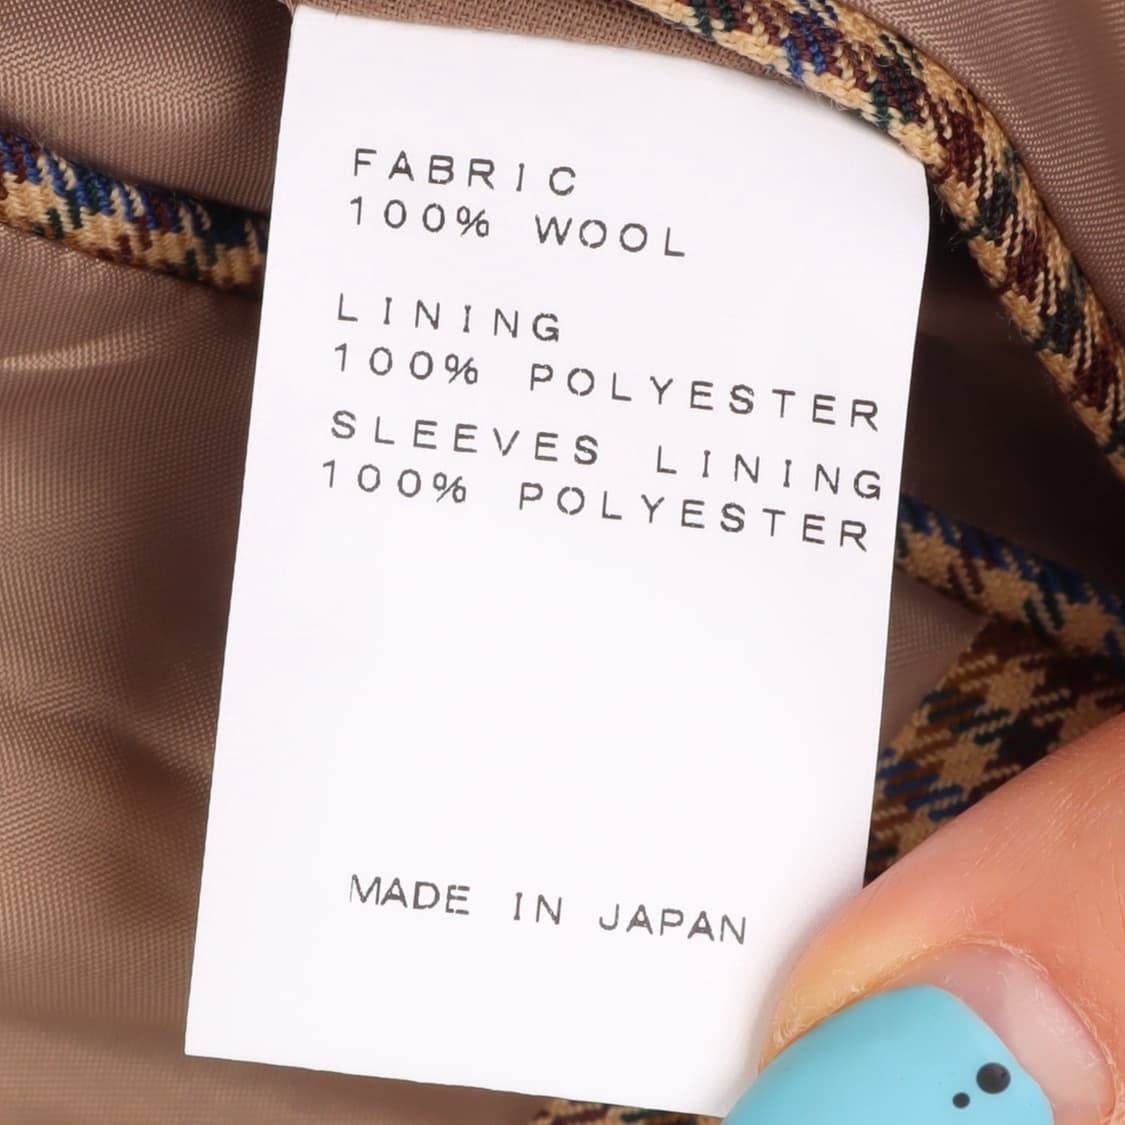 FABRIC
100% WOOL
LINING
100% POLYESTER
SLEEVES LINING
100% POLYESTER
MADE IN JAPAN